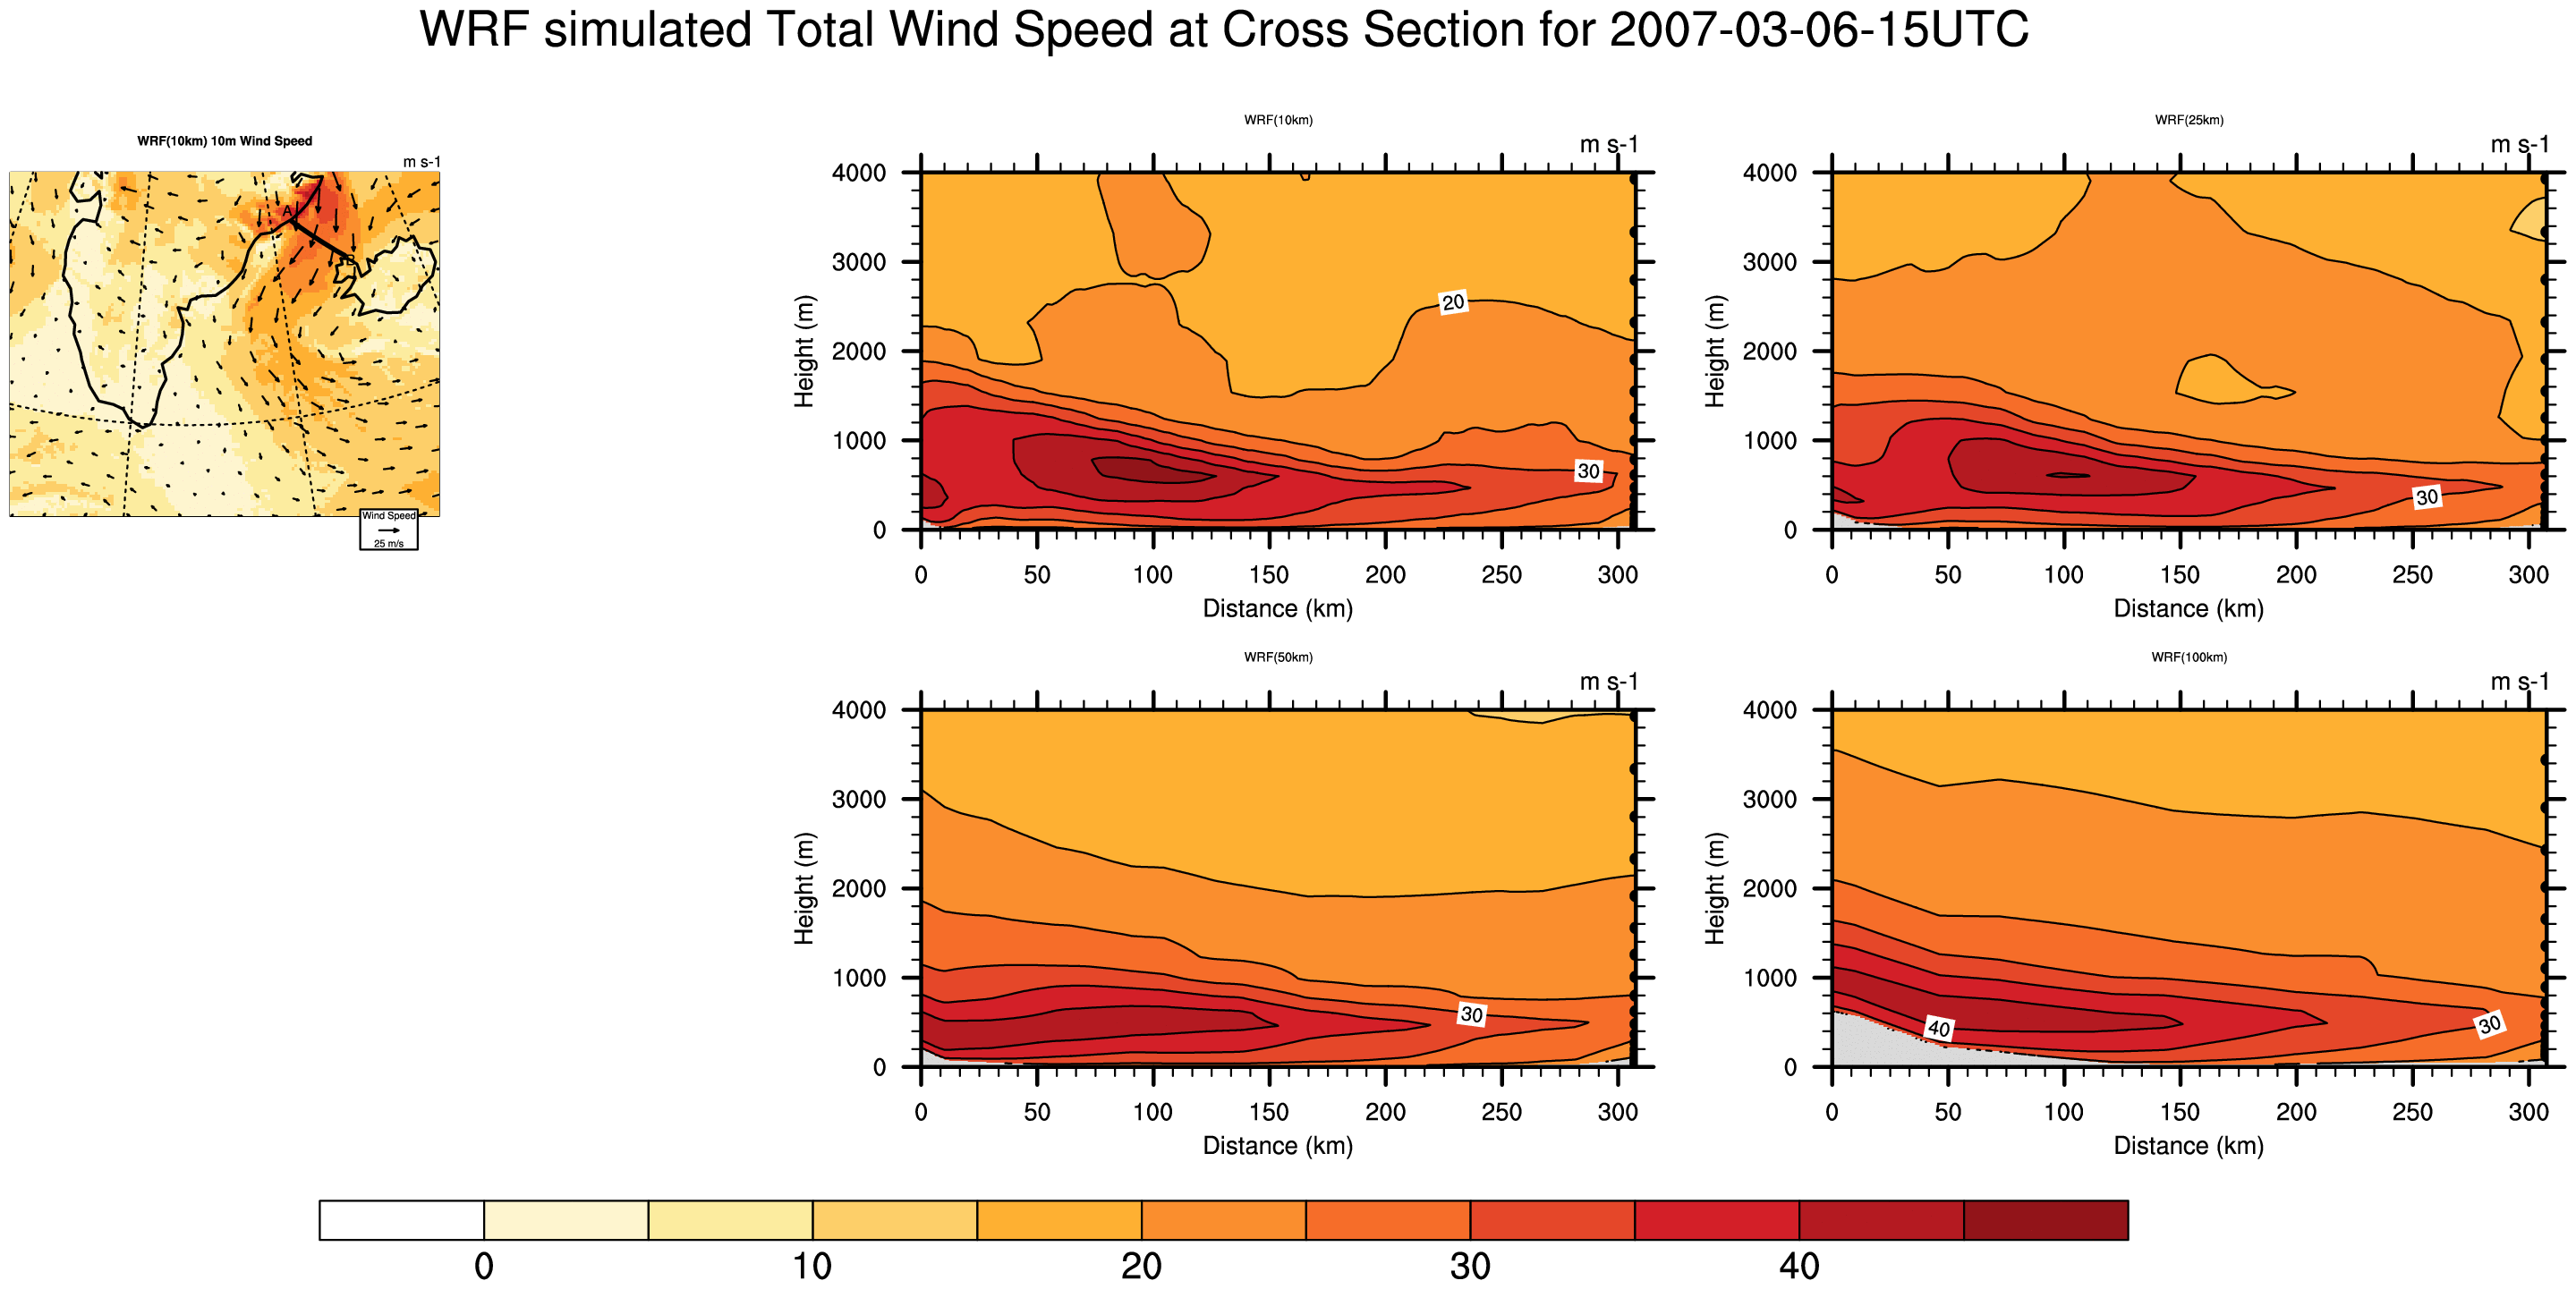 WRF simulated Total Wind Speed at Cross Section for 2007-03-06-15UTC
WRF(10km) 10m Wind Speed
m s-1
A
B
Wind Speed
25 m/s
WRF(10km)
m s-1
4000
3000
2000
1000
0
Height (m)
20
30
0 50 100 150 200 250 300
Distance (km)
WRF(25km)
m s-1
4000
3000
2000
1000
0
Height (m)
30
0 50 100 150 200 250 300
Distance (km)
WRF(50km)
m s-1
4000
3000
2000
1000
0
Height (m)
30
0 50 100 150 200 250 300
Distance (km)
WRF(100km)
m s-1
4000
3000
2000
1000
0
Height (m)
40
30
0 50 100 150 200 250 300
Distance (km)
0 10 20 30 40